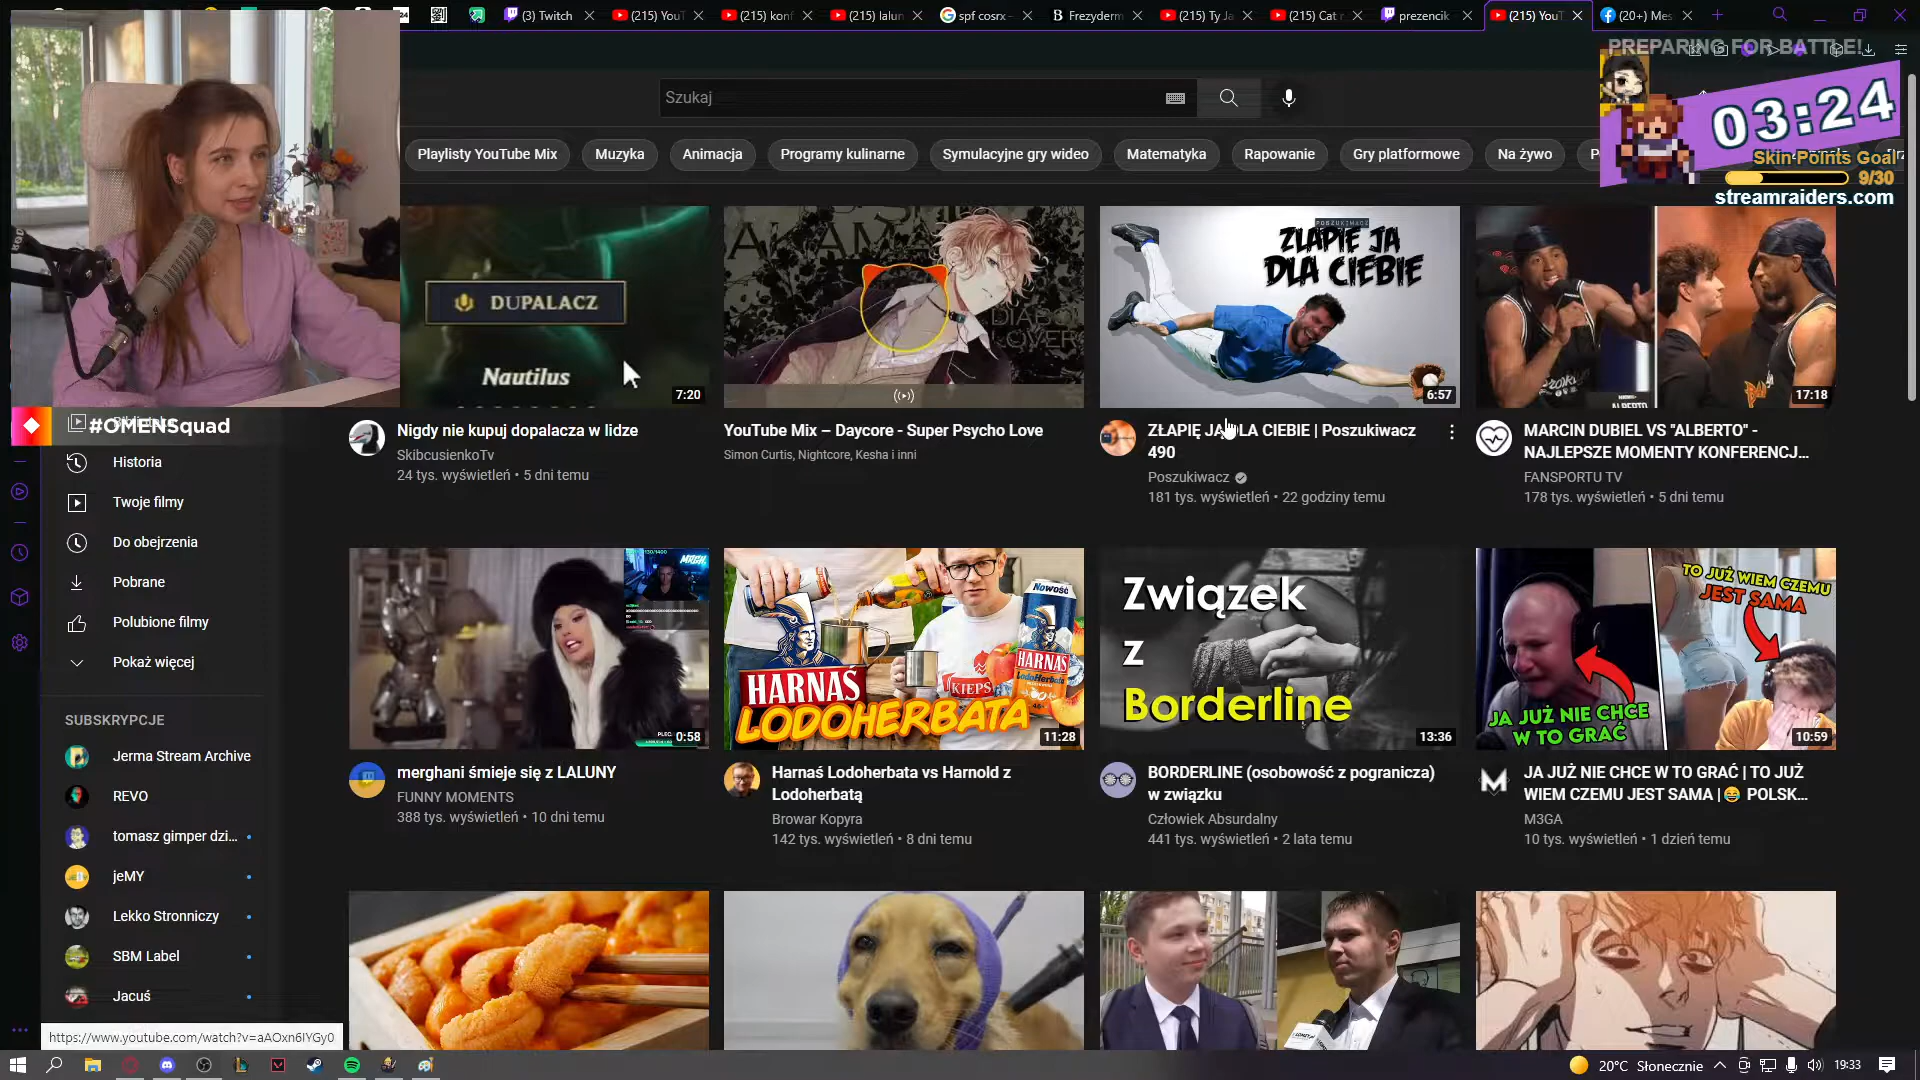 (3) Twitch
(215) YouT
(215) konf
(215) lalun
spf cosrx -
Frezyderm
(215) Ty Ja
(215) Cat r
prezencik
(215) YouT
(20+) Mes
PREPARING FOR BATTLE!
03:24
Skin Points Goal
9/30
streamraiders.com
Szukaj
Playlisty YouTube Mix
Muzyka
Animacja
Programy kulinarne
Symulacyjne gry wideo
Matematyka
Rapowanie
Gry platformowe
Na żywo
#OMENSquad
Historia
Twoje filmy
Do obejrzenia
Pobrane
Polubione filmy
Pokaż więcej
SUBSKRYPCJE
Jerma Stream Archive
REVO
tomasz gimper dzi...
jeMY
Lekko Stronniczy
SBM Label
Jacuś
https://www.youtube.com/watch?v=aAOxn6IYGy0
DUPALACZ
Nautilus
7:20
Nigdy nie kupuj dopalacza w lidze
SkibcusienkoTv
24 tys. wyświetleń • 5 dni temu
YouTube Mix – Daycore - Super Psycho Love
Simon Curtis, Nightcore, Kesha i inni
POSZUKIWACZ
ZŁAPIĘ JĄ
DLA CIEBIE
6:57
ZŁAPIĘ JĄ DLA CIEBIE | Poszukiwacz
490
Poszukiwacz
181 tys. wyświetleń • 22 godziny temu
ALBERTO
17:18
MARCIN DUBIEL VS "ALBERTO" -
NAJLEPSZE MOMENTY KONFERENCJ...
FANSPORTU TV
178 tys. wyświetleń • 5 dni temu
0:58
merghani śmieje się z LALUNY
FUNNY MOMENTS
388 tys. wyświetleń • 10 dni temu
Nowość
HARNAŚ
LodoHerbata
KIEPS
HARNAŚ
LODOHERBATA
11:28
Harnaś Lodoherbata vs Harnold z
Lodoherbatą
Browar Kopyra
142 tys. wyświetleń • 8 dni temu
Związek
z
Borderline
13:36
BORDERLINE (osobowość z pogranicza)
w związku
Człowiek Absurdalny
441 tys. wyświetleń • 2 lata temu
TO JUŻ WIEM CZEMU
JEST SAMA
JA JUŻ NIE CHCE
W TO GRAĆ
10:59
JA JUŻ NIE CHCE W TO GRAĆ | TO JUŻ
WIEM CZEMU JEST SAMA |😂 POLSK...
M3GA
10 tys. wyświetleń • 1 dzień temu
20°C Słonecznie
19:33